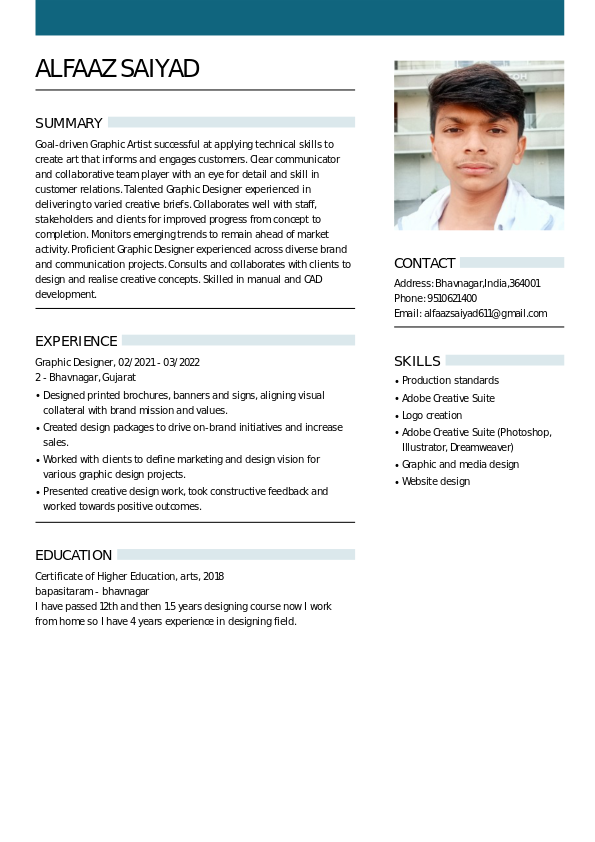 ALFAAZ SAIYAD
SUMMARY
Goal-driven Graphic Artist successful at applying technical skills to
create art that informs and engages customers. Clear communicator
and collaborative team player with an eye for detail and skill in
customer relations. Talented Graphic Designer experienced in
delivering to varied creative briefs. Collaborates well with staff,
stakeholders and clients for improved progress from concept to
completion. Monitors emerging trends to remain ahead of market
activity. Proficient Graphic Designer experienced across diverse brand
and communication projects. Consults and collaborates with clients to
design and realise creative concepts. Skilled in manual and CAD
development.
EXPERIENCE
Graphic Designer, 02/2021 - 03/2022
2 - Bhavnagar, Gujarat
• Designed printed brochures, banners and signs, aligning visual
collateral with brand mission and values.
• Created design packages to drive on-brand initiatives and increase
sales.
• Worked with clients to define marketing and design vision for
various graphic design projects.
• Presented creative design work, took constructive feedback and
worked towards positive outcomes.
EDUCATION
Certificate of Higher Education, arts, 2018
bapasitaram - bhavnagar
I have passed 12th and then 1.5 years designing course now I work
from home so I have 4 years experience in designing field.
CONTACT
Address: Bhavnagar,India,364001
Phone: 9510621400
Email: alfaazsaiyad611@gmail.com
SKILLS
• Production standards
• Adobe Creative Suite
• Logo creation
• Adobe Creative Suite (Photoshop,
Illustrator, Dreamweaver)
• Graphic and media design
• Website design